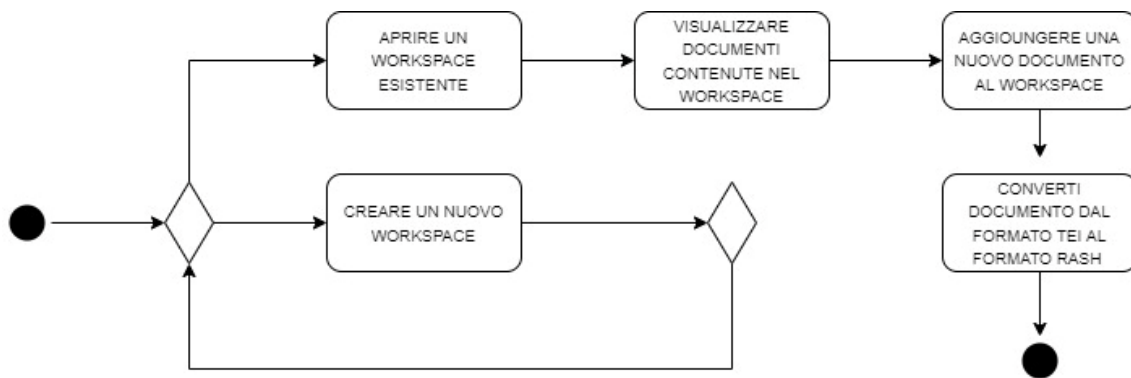 APRIRE UN
WORKSPACE
ESISTENTE
VISUALIZZARE
DOCUMENTI
CONTENUTE NEL
WORKSPACE
AGGIOUNGERE UNA
NUOVO DOCUMENTO
AL WORKSPACE
CREARE UN NUOVO
WORKSPACE
CONVERTI
DOCUMENTO DAL
FORMATO TEI AL
FORMATO RASH